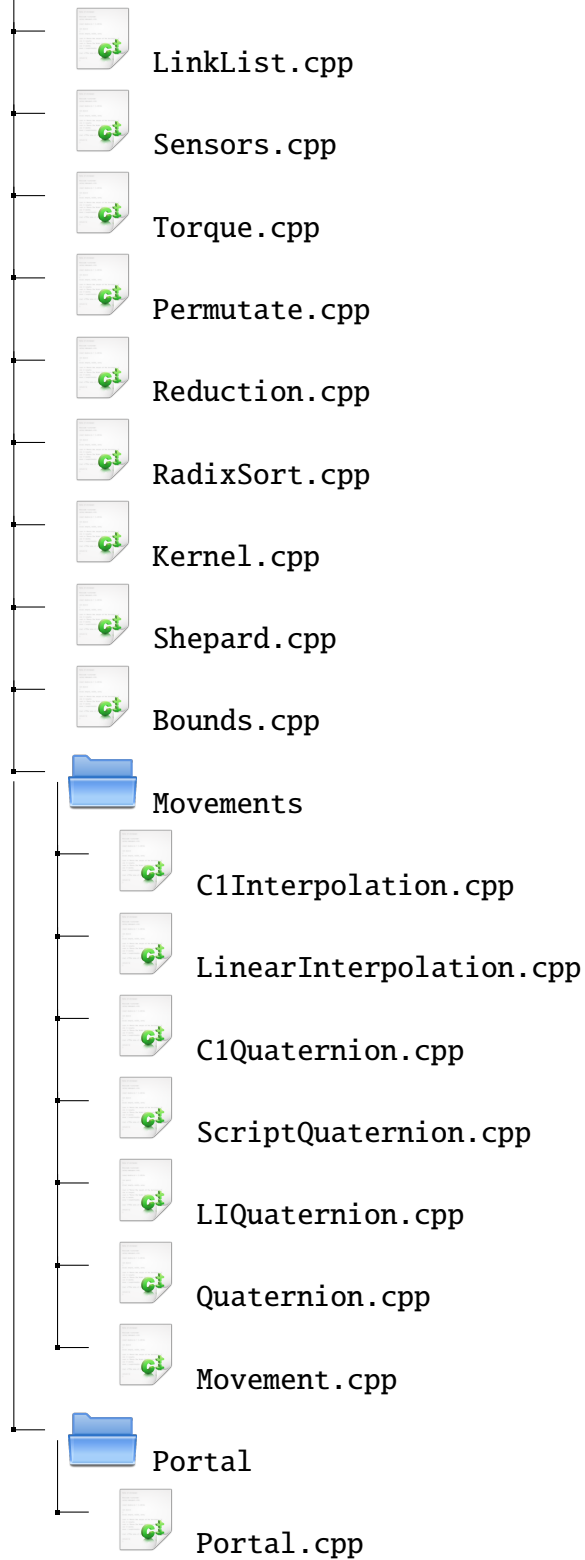 LinkList.cpp
Sensors.cpp
Torque.cpp
Permutate.cpp
Reduction.cpp
RadixSort.cpp
Kernel.cpp
Shepard.cpp
Bounds.cpp
Movements
C1Interpolation.cpp
LinearInterpolation.cpp
C1Quaternion.cpp
ScriptQuaternion.cpp
LIQuaternion.cpp
Quaternion.cpp
Movement.cpp
Portal
Portal.cpp